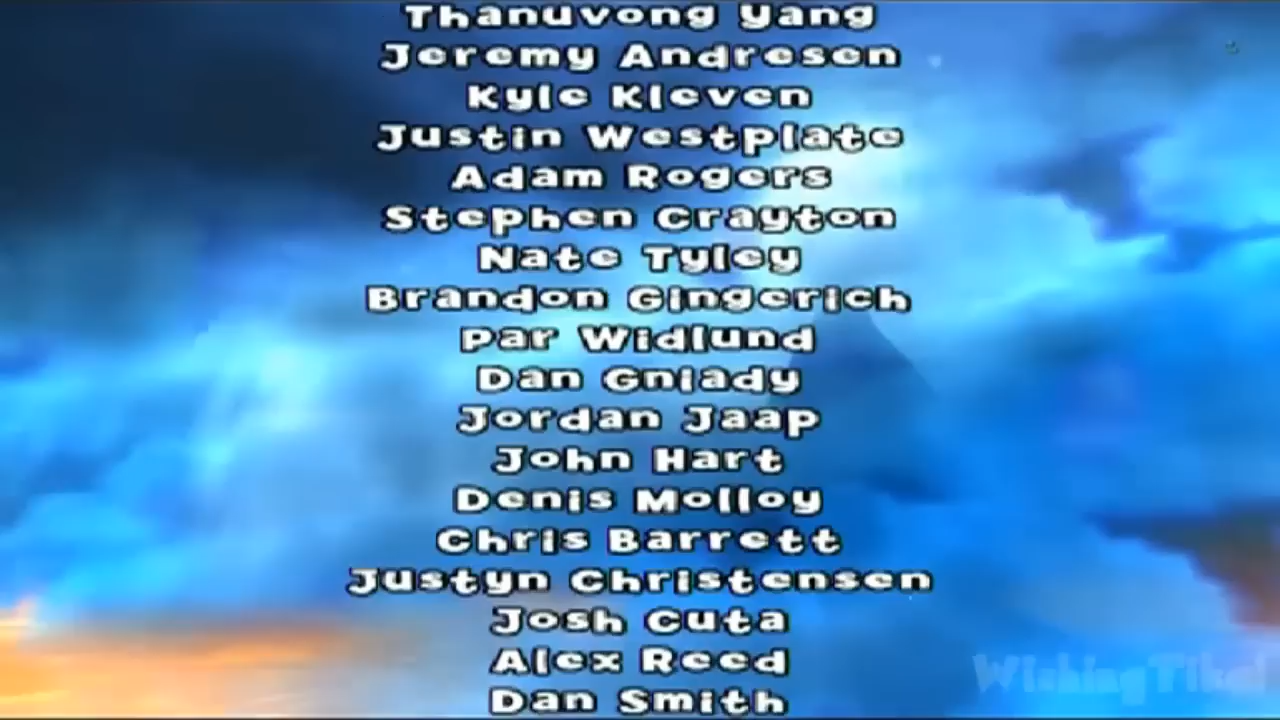 Thanuvong Yang
Jeremy Andresen
Kyle Kleven
Justin Westplate
Adam Rogers
Stephen Crayton
Nate Tyley
Brandon Gingerich
Par Widlund
Dan Gniady
Jordan Jaap
John Hart
Denis Molloy
Chris Barrett
Justyn Christensen
Josh Cuta
Alex Reed
Dan Smith
WishingTikal